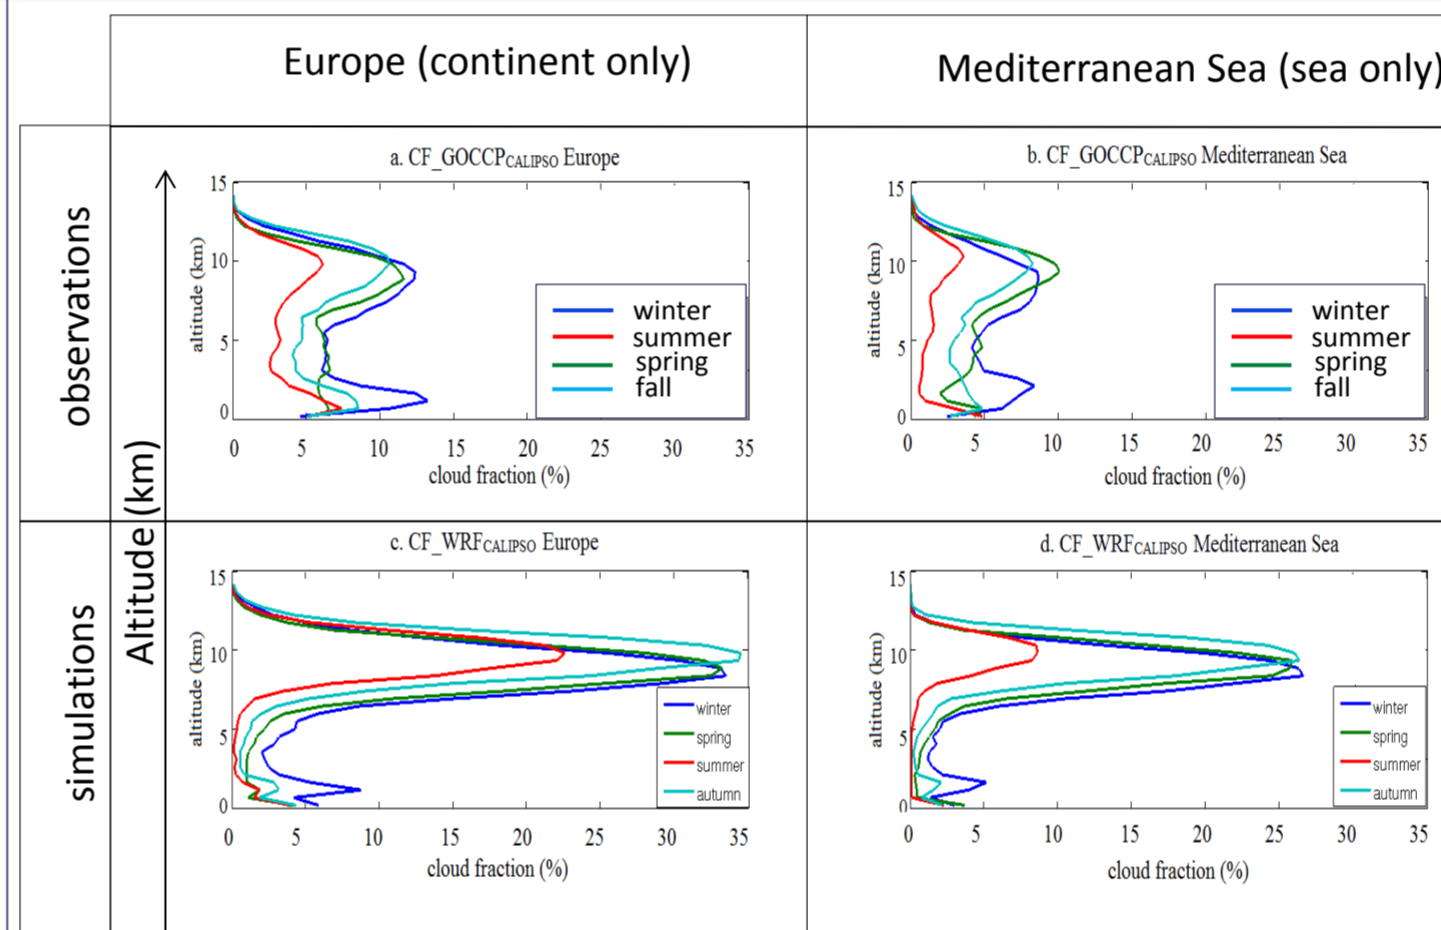 Europe (continent only)
Mediterranean Sea (sea only)
observations
simulations
Altitude (km)
a. CF_GOCCPCALIPSO Europe
15
10
5
0
altitude (km)
0 5 10 15 20 25 30 35
cloud fraction (%)
winter
summer
spring
fall
b. CF_GOCCPCALIPSO Mediterranean Sea
15
10
5
0
altitude (km)
0 5 10 15 20 25 30 35
cloud fraction (%)
winter
summer
spring
fall
c. CF_WRFCALIPSO Europe
15
10
5
0
altitude (km)
0 5 10 15 20 25 30 35
cloud fraction (%)
winter
spring
summer
autumn
d. CF_WRFCALIPSO Mediterranean Sea
15
10
5
0
altitude (km)
0 5 10 15 20 25 30 35
cloud fraction (%)
winter
spring
summer
autumn